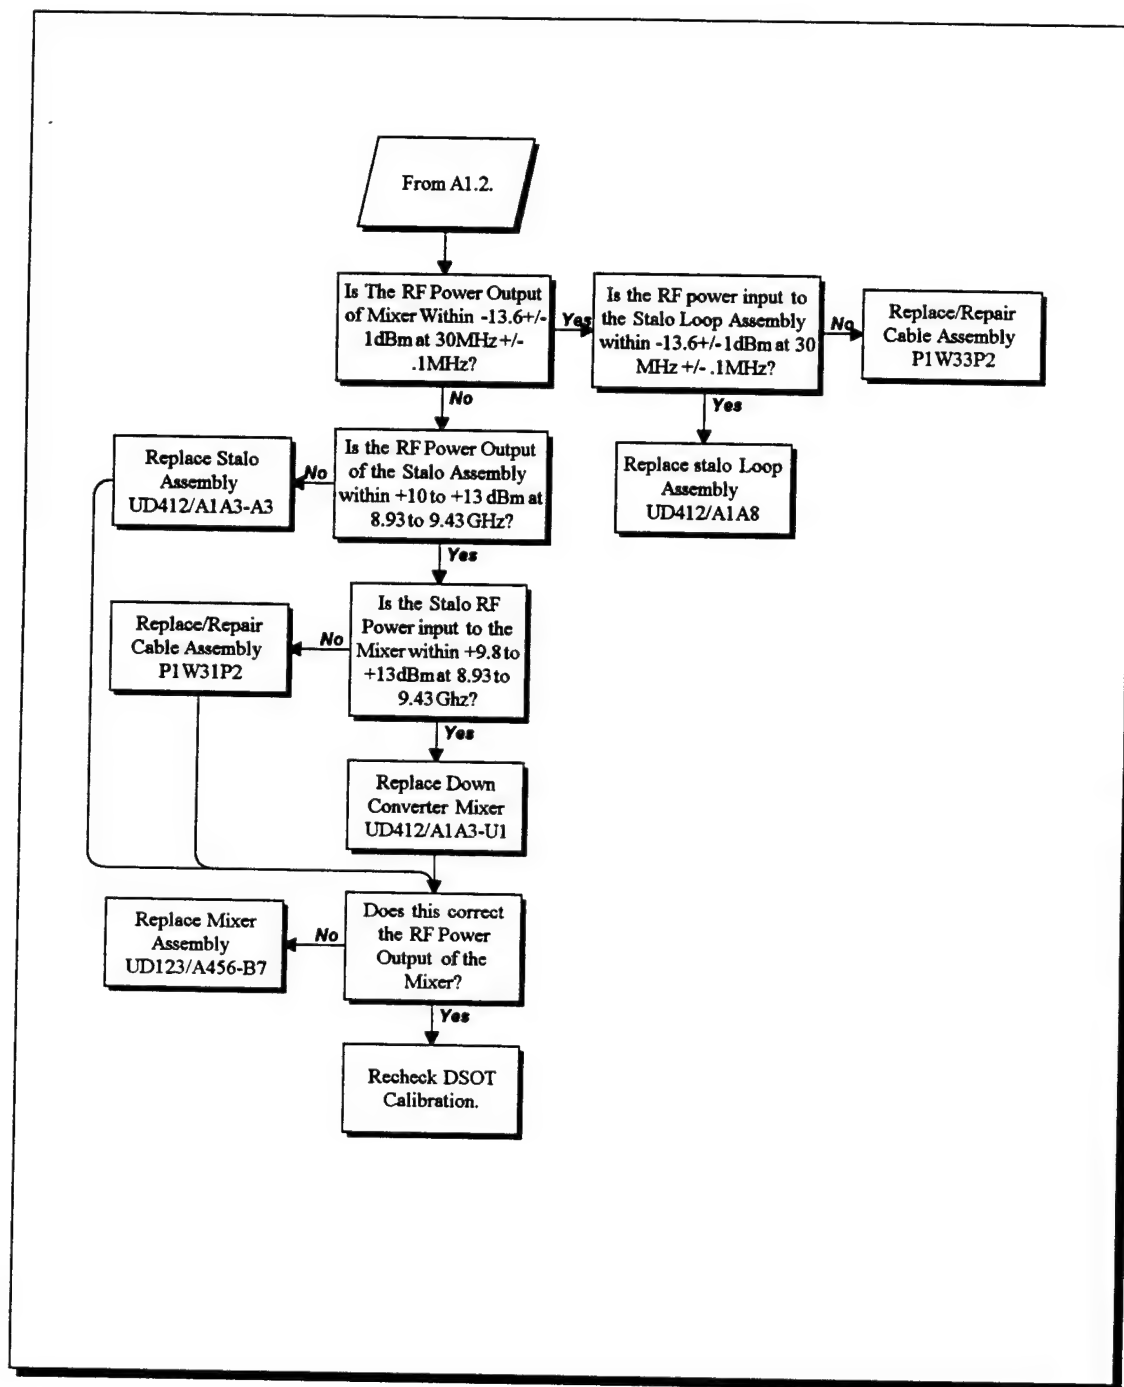 From A1.2.
Is The RF Power Output
of Mixer Within -13.6+/-
1dBm at 30MHz +/-
.1MHz?
Yes
Is the RF power input to
the Stalo Loop Assembly
within -13.6+/-1dBm at 30
MHz +/- .1MHz?
No
Replace/Repair
Cable Assembly
P1W33P2
No
Yes
Replace stalo Loop
Assembly
UD412/A1A8
Is the RF Power Output
of the Stalo Assembly
within +10 to +13 dBm at
8.93 to 9.43 GHz?
No
Replace Stalo
Assembly
UD412/A1A3-A3
Yes
Is the Stalo RF
Power input to the
Mixer within +9.8 to
+13dBm at 8.93 to
9.43 Ghz?
No
Replace/Repair
Cable Assembly
P1W31P2
Yes
Replace Down
Converter Mixer
UD412/A1A3-U1
Does this correct
the RF Power
Output of the
Mixer?
No
Replace Mixer
Assembly
UD123/A456-B7
Yes
Recheck DSOT
Calibration.